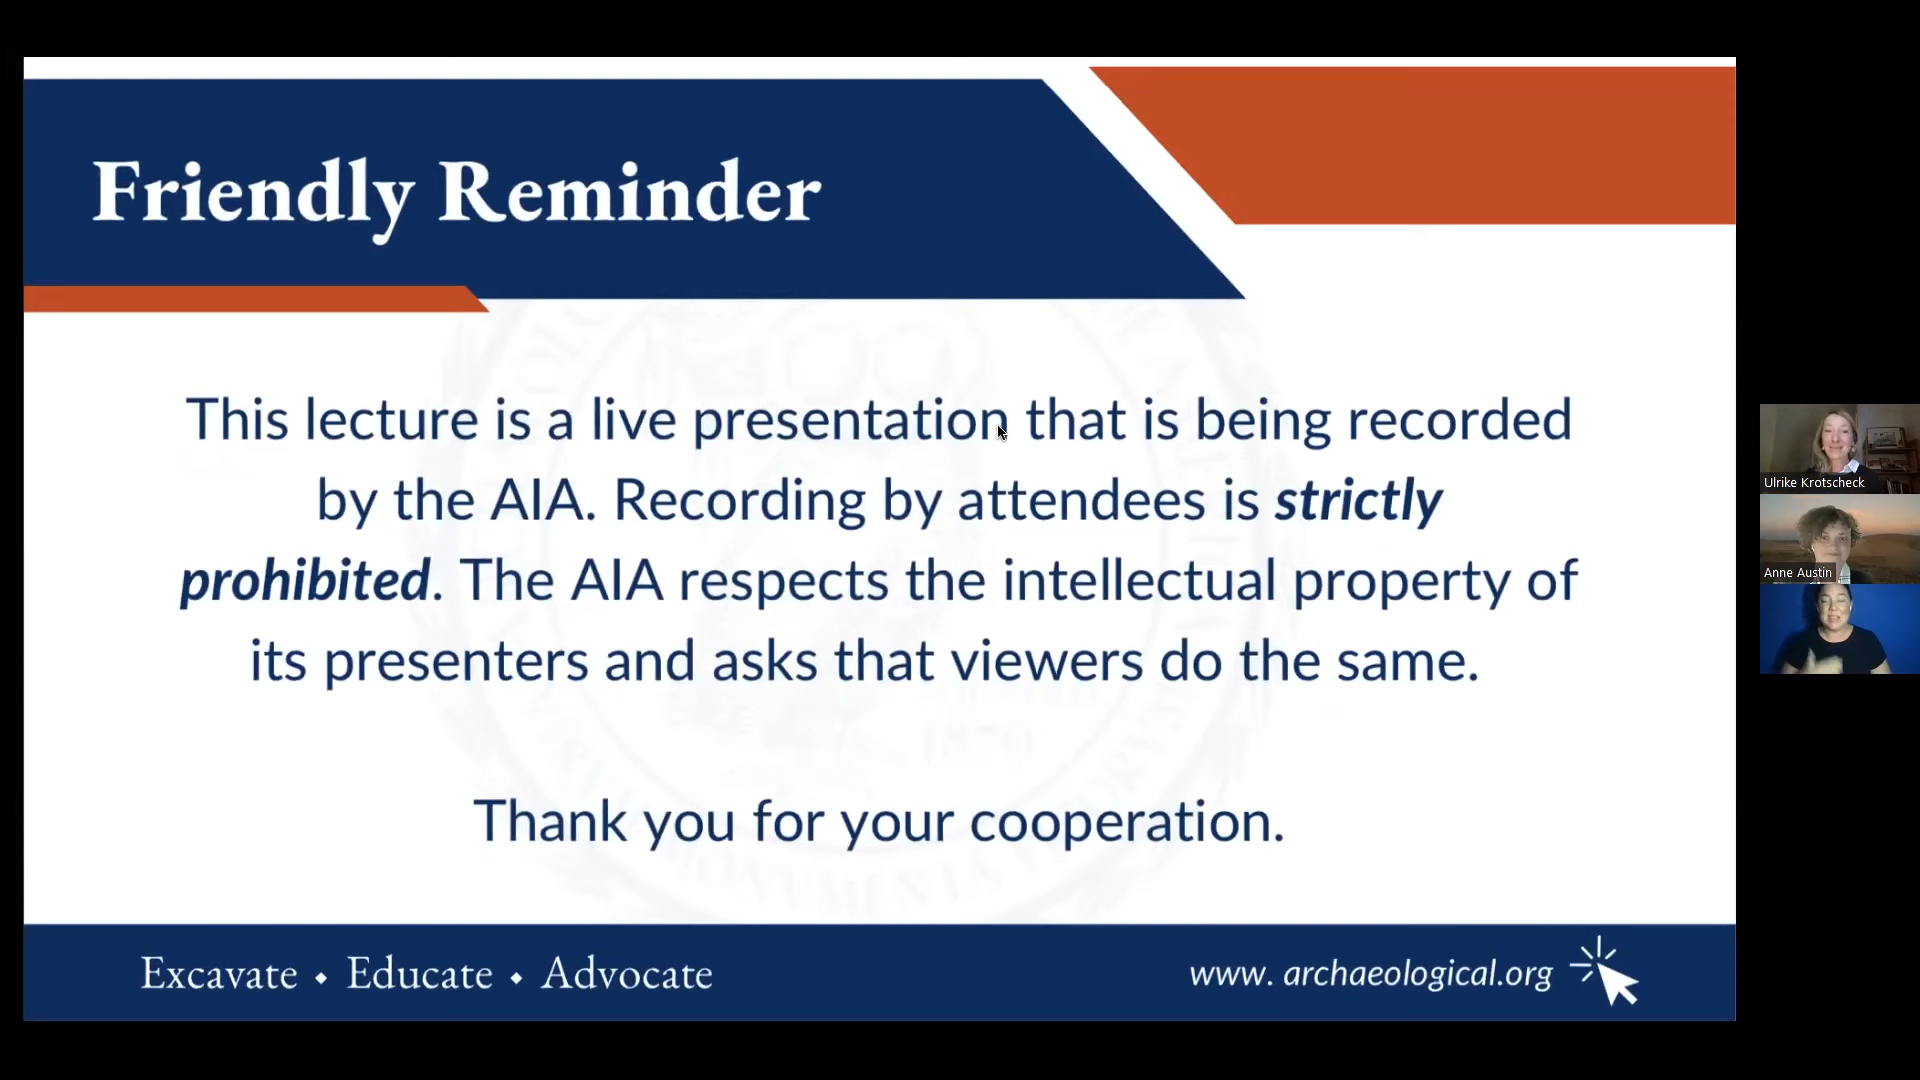 Friendly Reminder
This lecture is a live presentation that is being recorded
by the AIA. Recording by attendees is strictly
prohibited. The AIA respects the intellectual property of
its presenters and asks that viewers do the same.
Thank you for your cooperation.
Excavate • Educate • Advocate
www. archaeological.org
Ulrike Krotscheck
Anne Austin